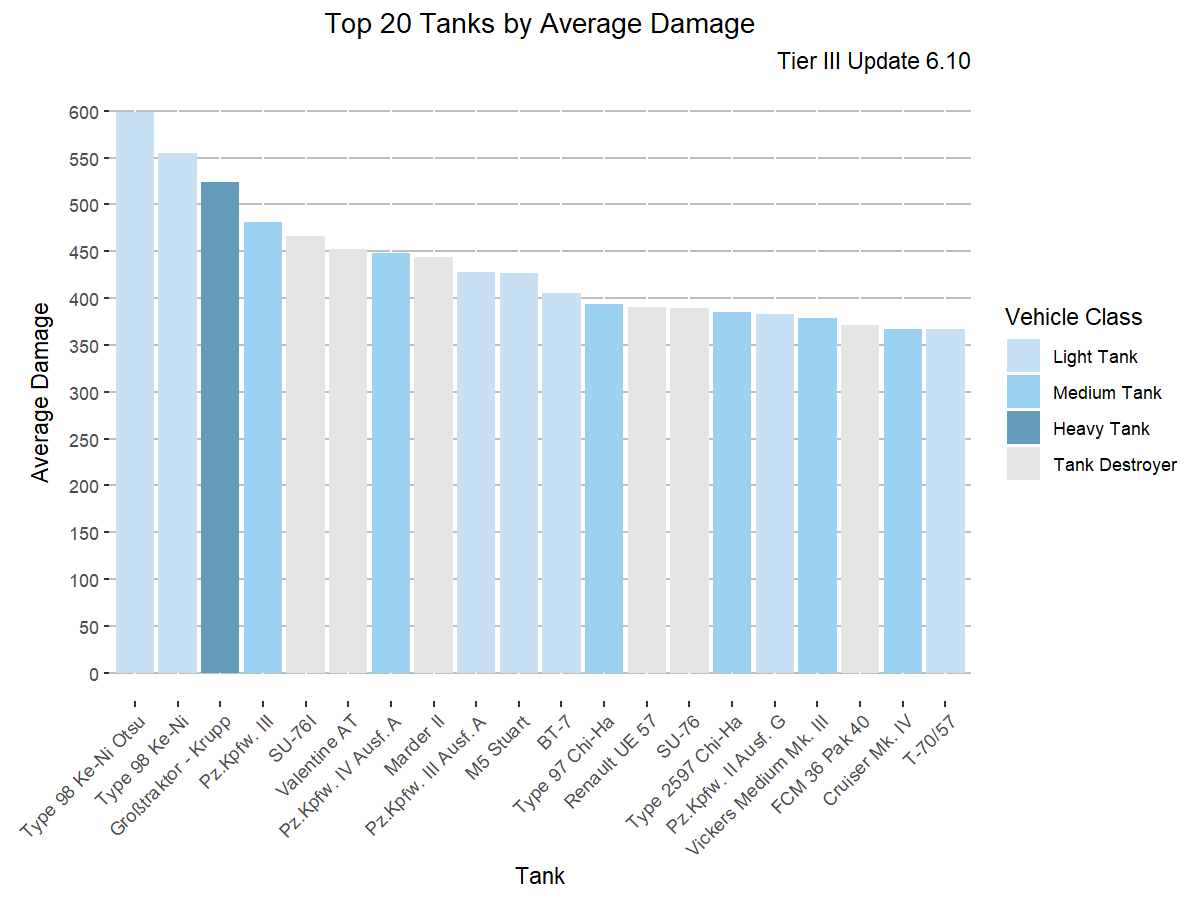 Top 20 Tanks by Average Damage
Tier III Update 6.10
Average Damage
600
550
500
450
400
350
300
250
200
150
100
50
0
Type 98 Ke-Ni Otsu
Type 98 Ke-Ni
Großtraktor - Krupp
Pz.Kpfw. III
SU-76I
Valentine AT
Pz.Kpfw. IV Ausf. A
Marder II
Pz.Kpfw. III Ausf. A
M5 Stuart
BT-7
Type 97 Chi-Ha
Renault UE 57
SU-76
Type 2597 Chi-Ha
Pz.Kpfw. II Ausf. G
Vickers Medium Mk. III
FCM 36 Pak 40
Cruiser Mk. IV
T-70/57
Tank
Vehicle Class
Light Tank
Medium Tank
Heavy Tank
Tank Destroyer